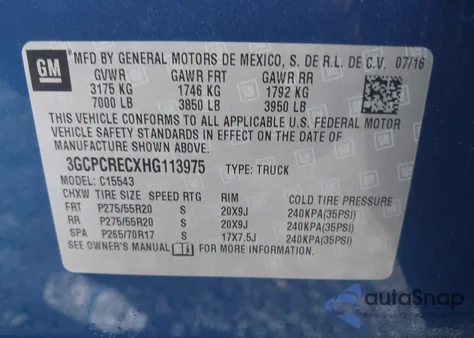 GM
MFD BY GENERAL MOTORS DE MEXICO, S. DE R.L. DE C.V. 07/16
GVWR GAWR FRT GAWR RR
3175 KG 1746 KG 1792 KG
7000 LB 3850 LB 3950 LB
THIS VEHICLE CONFORMS TO ALL APPLICABLE U.S. FEDERAL MOTOR
VEHICLE SAFETY STANDARDS IN EFFECT ON THE DATE OF
MANUFACTURE SHOWN ABOVE.
3GCPCRECXHG113975 TYPE: TRUCK
MODEL: C15543
CHXW TIRE SIZE SPEED RTG RIM COLD TIRE PRESSURE
FRT P275/55R20 S 20X9J 240KPA(35PSI)
RR P275/55R20 S 20X9J 240KPA(35PSI)
SPA P265/70R17 S 17X7.5J 240KPA(35PSI)
SEE OWNER'S MANUAL FOR MORE INFORMATION.
autoSnap